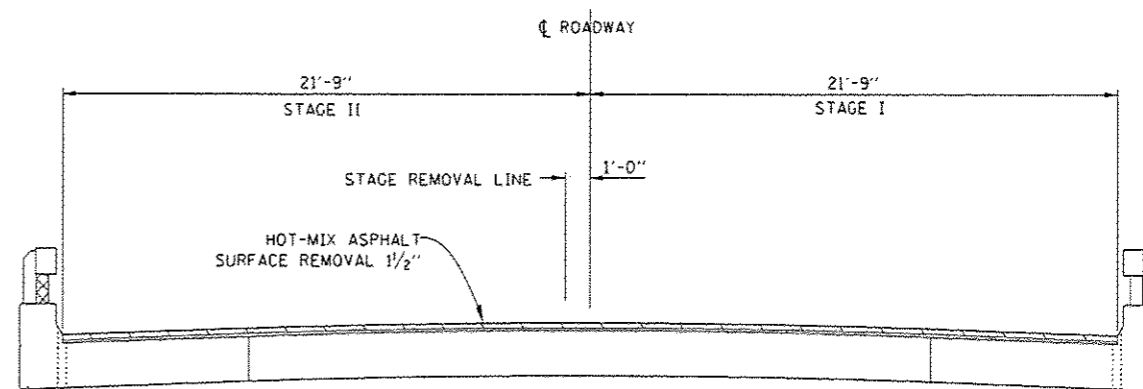 ℄ ROADWAY
21'-9"
21'-9"
STAGE II
STAGE I
STAGE REMOVAL LINE
1'-0"
HOT-MIX ASPHALT
SURFACE REMOVAL 1½"